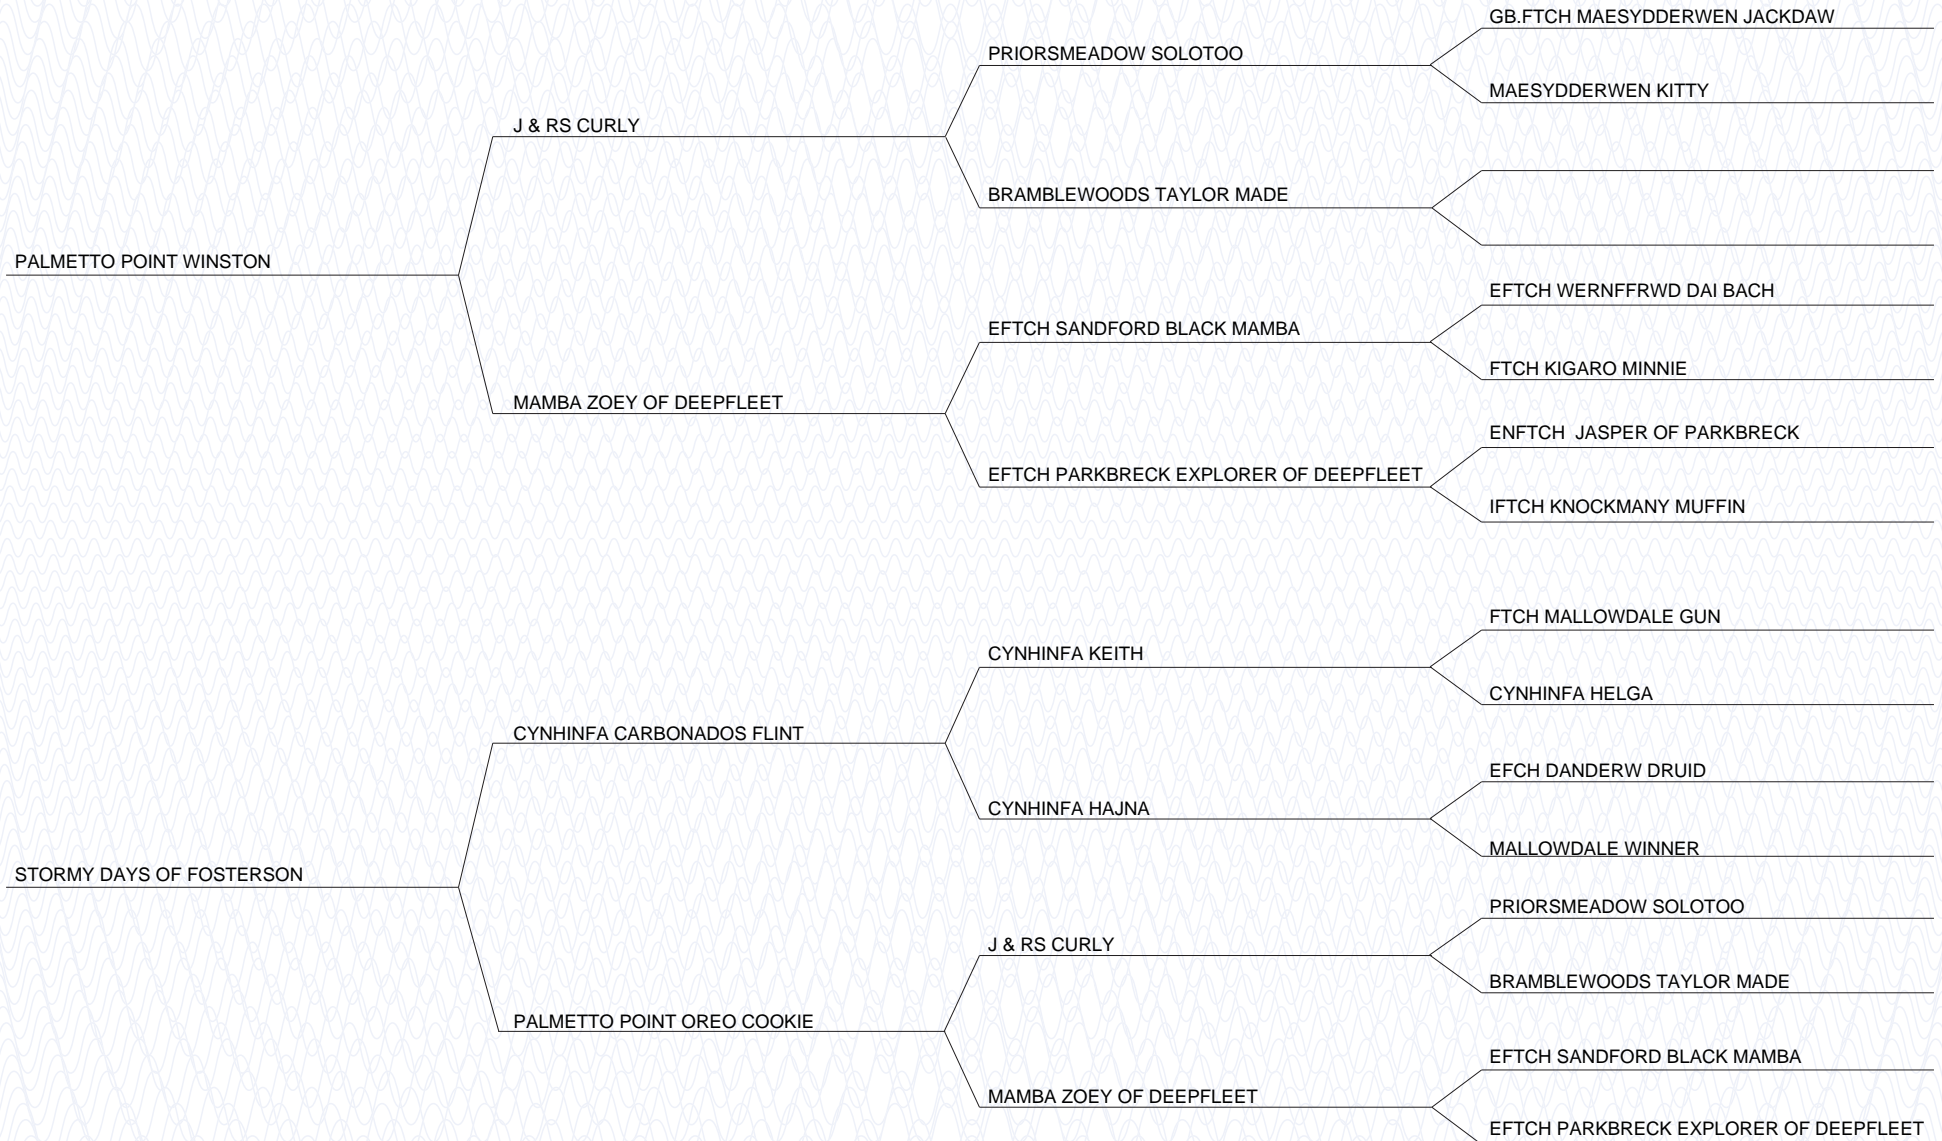 GB.FTCH MAESYDDERWEN JACKDAW
PRIORSMEADOW SOLOTOO
MAESYDDERWEN KITTY
J & RS CURLY
BRAMBLEWOODS TAYLOR MADE
PALMETTO POINT WINSTON
EFTCH WERNFFRWD DAI BACH
EFTCH SANDFORD BLACK MAMBA
FTCH KIGARO MINNIE
MAMBA ZOEY OF DEEPFLEET
ENFTCH  JASPER OF PARKBRECK
EFTCH PARKBRECK EXPLORER OF DEEPFLEET
IFTCH KNOCKMANY MUFFIN
FTCH MALLOWDALE GUN
CYNHINFA KEITH
CYNHINFA HELGA
CYNHINFA CARBONADOS FLINT
EFCH DANDERW DRUID
CYNHINFA HAJNA
MALLOWDALE WINNER
STORMY DAYS OF FOSTERSON
PRIORSMEADOW SOLOTOO
J & RS CURLY
BRAMBLEWOODS TAYLOR MADE
PALMETTO POINT OREO COOKIE
EFTCH SANDFORD BLACK MAMBA
MAMBA ZOEY OF DEEPFLEET
EFTCH PARKBRECK EXPLORER OF DEEPFLEET